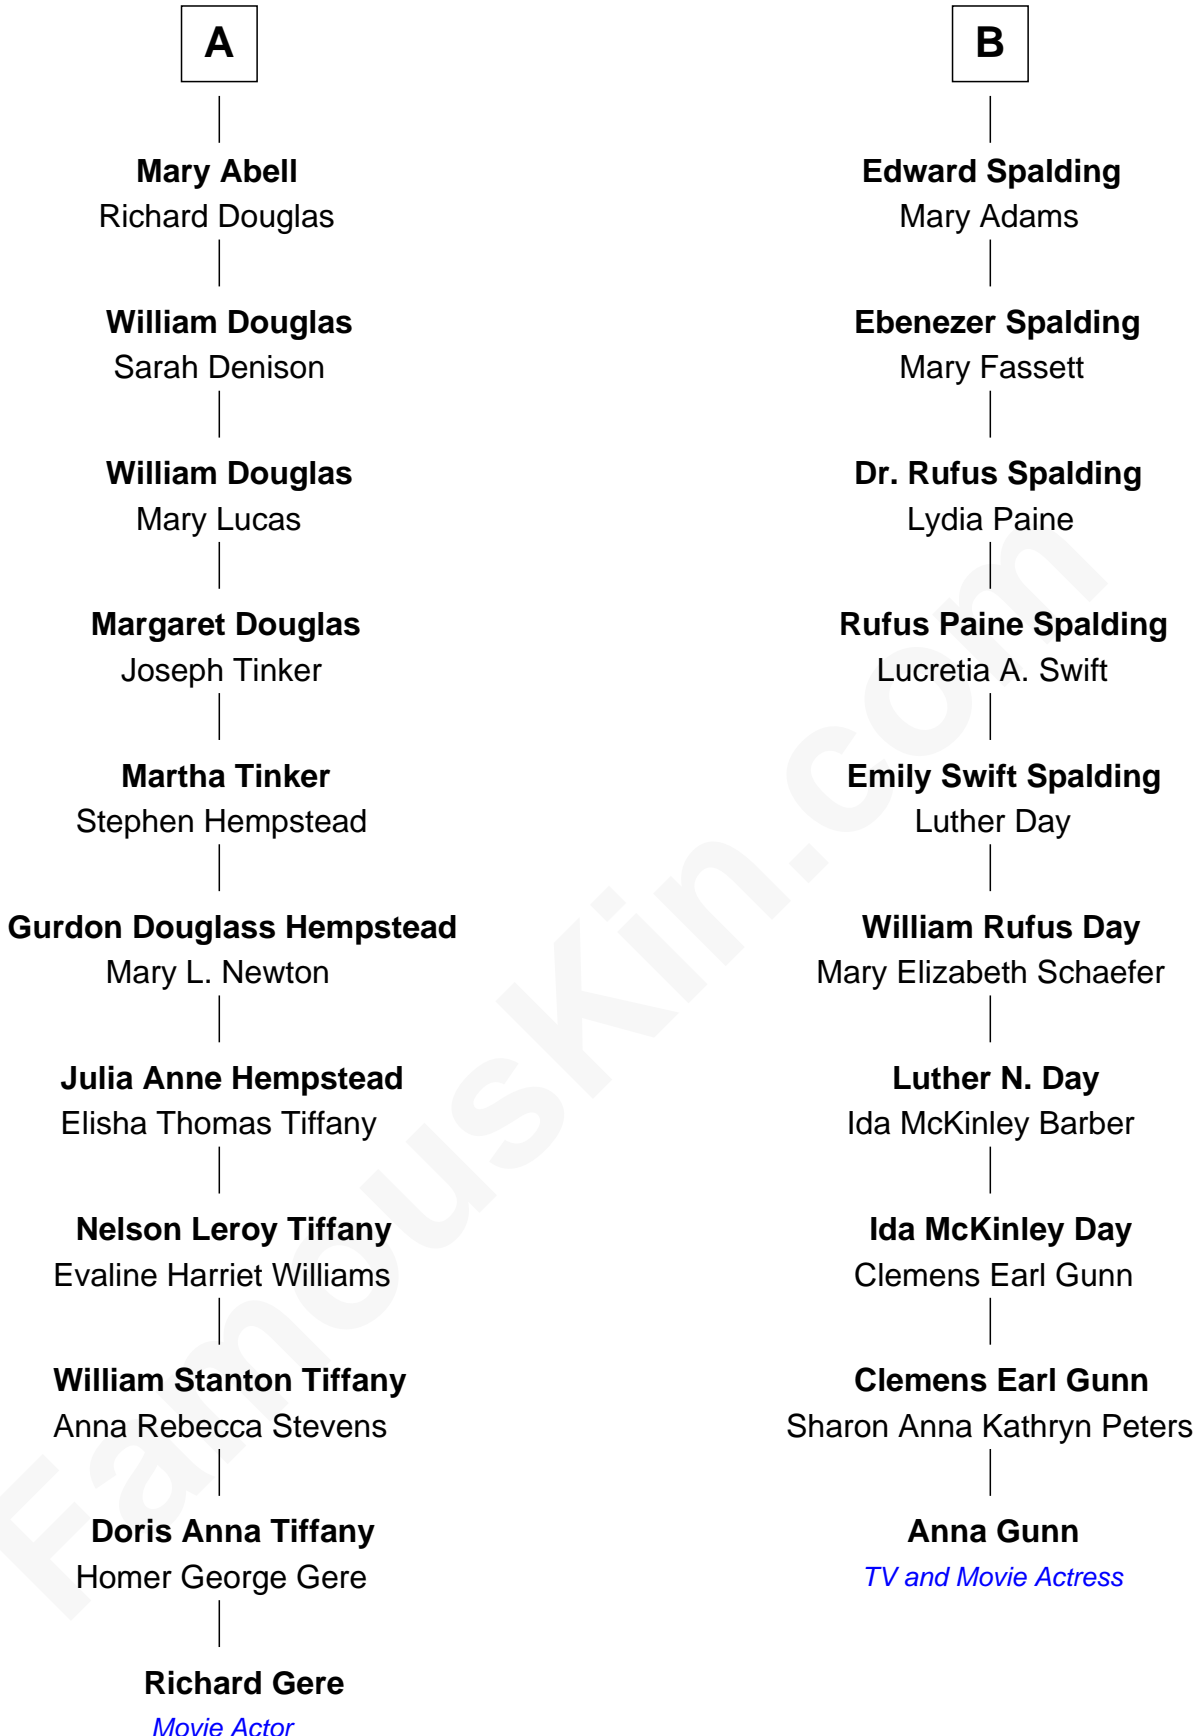 A
Mary Abell
Richard Douglas
William Douglas
Sarah Denison
William Douglas
Mary Lucas
Margaret Douglas
Joseph Tinker
Martha Tinker
Stephen Hempstead
Gurdon Douglass Hempstead
Mary L. Newton
Julia Anne Hempstead
Elisha Thomas Tiffany
Nelson Leroy Tiffany
Evaline Harriet Williams
William Stanton Tiffany
Anna Rebecca Stevens
Doris Anna Tiffany
Homer George Gere
Richard Gere
Movie Actor
B
Edward Spalding
Mary Adams
Ebenezer Spalding
Mary Fassett
Dr. Rufus Spalding
Lydia Paine
Rufus Paine Spalding
Lucretia A. Swift
Emily Swift Spalding
Luther Day
William Rufus Day
Mary Elizabeth Schaefer
Luther N. Day
Ida McKinley Barber
Ida McKinley Day
Clemens Earl Gunn
Clemens Earl Gunn
Sharon Anna Kathryn Peters
Anna Gunn
TV and Movie Actress
FamousKin.com